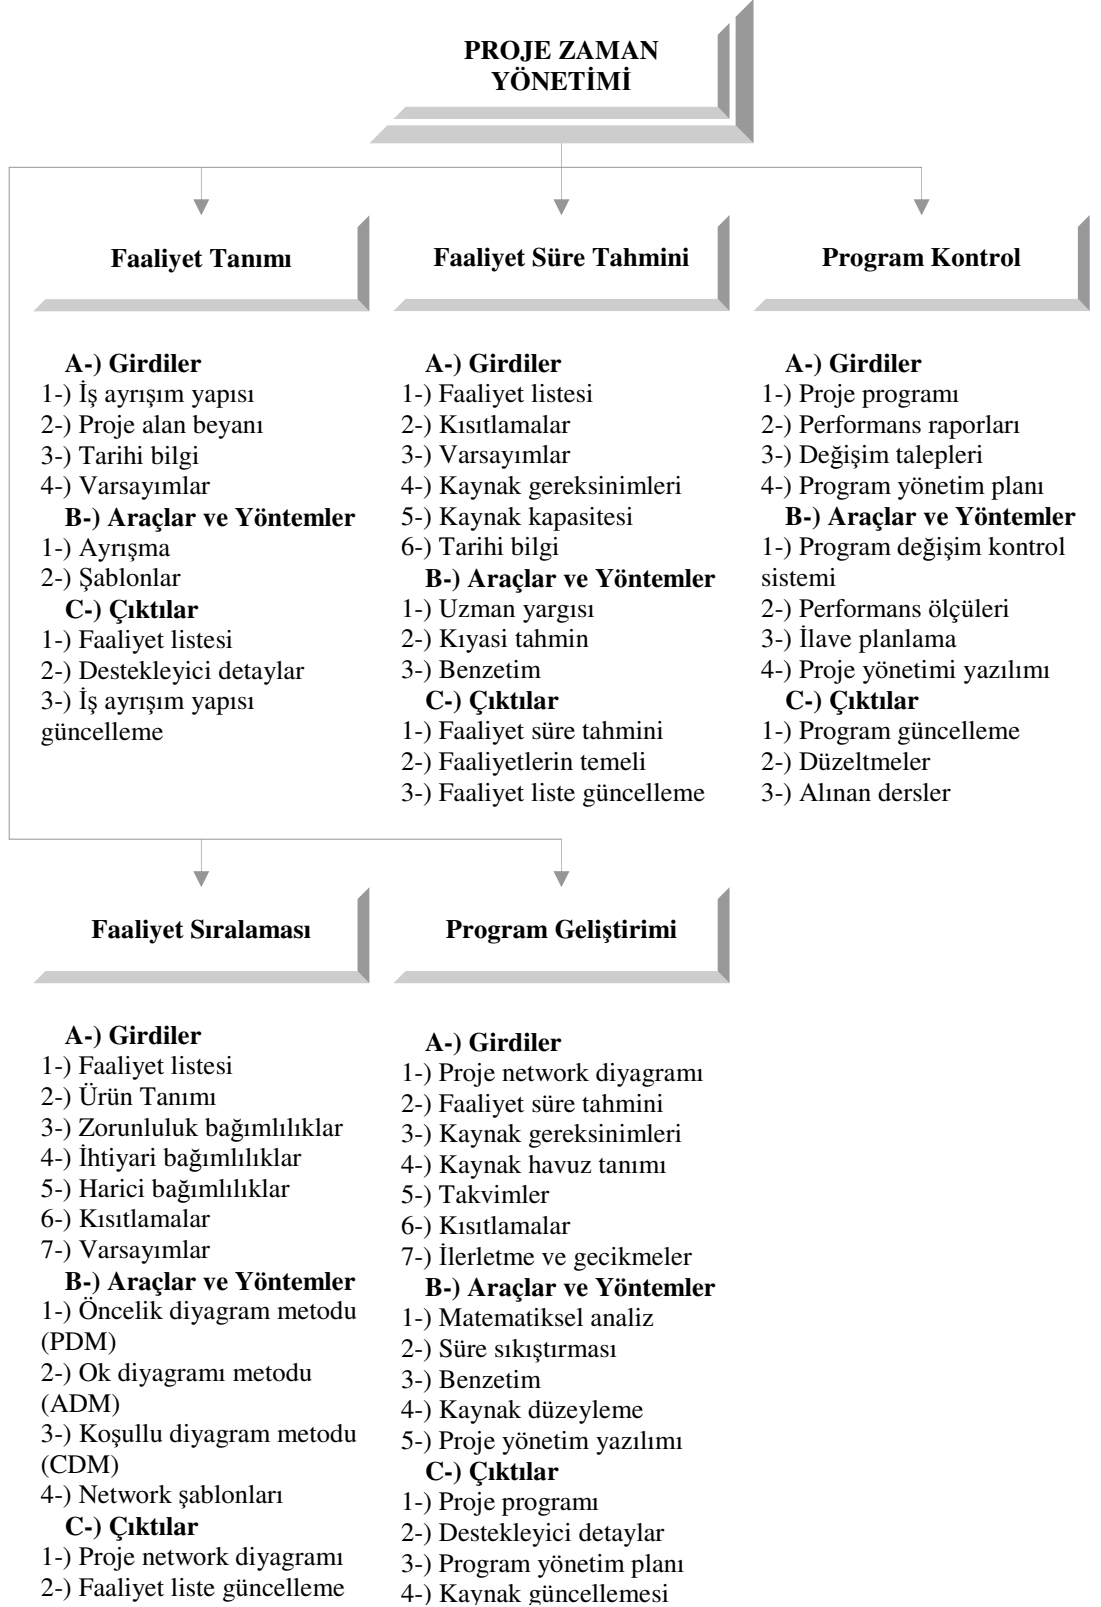 PROJE ZAMAN
YÖNETİMİ
Faaliyet Tanımı
A-) Girdiler
1-) İş ayrışım yapısı
2-) Proje alan beyanı
3-) Tarihi bilgi
4-) Varsayımlar
B-) Araçlar ve Yöntemler
1-) Ayrışma
2-) Şablonlar
C-) Çıktılar
1-) Faaliyet listesi
2-) Destekleyici detaylar
3-) İş ayrışım yapısı
güncelleme
Faaliyet Süre Tahmini
A-) Girdiler
1-) Faaliyet listesi
2-) Kısıtlamalar
3-) Varsayımlar
4-) Kaynak gereksinimleri
5-) Kaynak kapasitesi
6-) Tarihi bilgi
B-) Araçlar ve Yöntemler
1-) Uzman yargısı
2-) Kıyasi tahmin
3-) Benzetim
C-) Çıktılar
1-) Faaliyet süre tahmini
2-) Faaliyetlerin temeli
3-) Faaliyet liste güncelleme
Program Kontrol
A-) Girdiler
1-) Proje programı
2-) Performans raporları
3-) Değişim talepleri
4-) Program yönetim planı
B-) Araçlar ve Yöntemler
1-) Program değişim kontrol
sistemi
2-) Performans ölçüleri
3-) İlave planlama
4-) Proje yönetimi yazılımı
C-) Çıktılar
1-) Program güncelleme
2-) Düzeltmeler
3-) Alınan dersler
Faaliyet Sıralaması
A-) Girdiler
1-) Faaliyet listesi
2-) Ürün Tanımı
3-) Zorunluluk bağımlılıklar
4-) İhtiyari bağımlılıklar
5-) Harici bağımlılıklar
6-) Kısıtlamalar
7-) Varsayımlar
B-) Araçlar ve Yöntemler
1-) Öncelik diyagram metodu
(PDM)
2-) Ok diyagramı metodu
(ADM)
3-) Koşullu diyagram metodu
(CDM)
4-) Network şablonları
C-) Çıktılar
1-) Proje network diyagramı
2-) Faaliyet liste güncelleme
Program Geliştirimi
A-) Girdiler
1-) Proje network diyagramı
2-) Faaliyet süre tahmini
3-) Kaynak gereksinimleri
4-) Kaynak havuz tanımı
5-) Takvimler
6-) Kısıtlamalar
7-) İlerletme ve gecikmeler
B-) Araçlar ve Yöntemler
1-) Matematiksel analiz
2-) Süre sıkıştırması
3-) Benzetim
4-) Kaynak düzeyleme
5-) Proje yönetim yazılımı
C-) Çıktılar
1-) Proje programı
2-) Destekleyici detaylar
3-) Program yönetim planı
4-) Kaynak güncellemesi